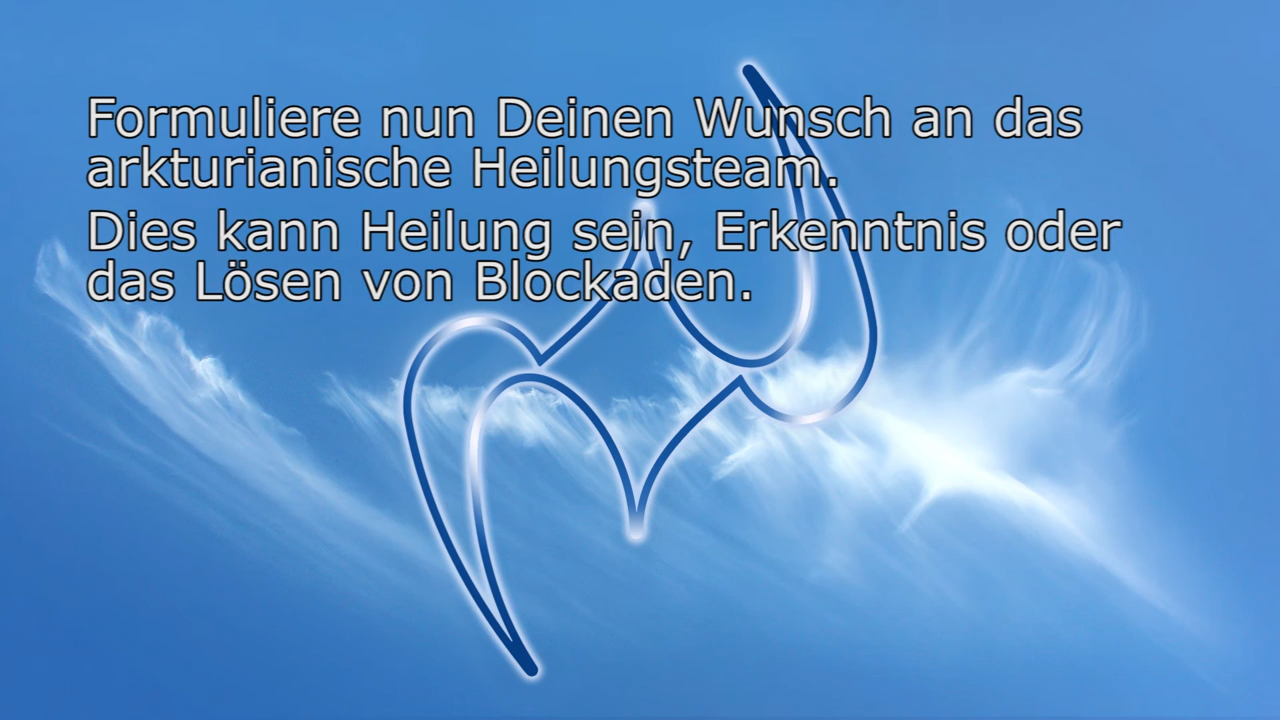 Formuliere nun Deinen Wunsch an das
arkturianische Heilungsteam.
Dies kann Heilung sein, Erkenntnis oder
das Lösen von Blockaden.